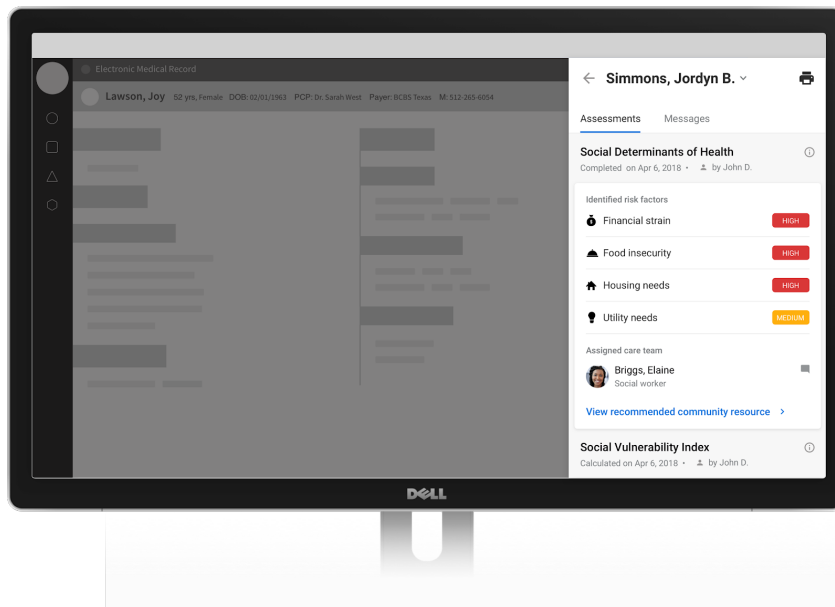 Electronic Medical Record
Lawson, Joy 52 yrs, Female DOB: 02/01/1963 PCP: Dr. Sarah West Payer: BCBS Texas M: 512-265-6054
Simmons, Jordyn B.
Assessments Messages
Social Determinants of Health
Completed on Apr 6, 2018 • by John D.
Identified risk factors
Financial strain HIGH
Food insecurity HIGH
Housing needs HIGH
Utility needs MEDIUM
Assigned care team
Briggs, Elaine
Social worker
View recommended community resource
Social Vulnerability Index
Calculated on Apr 6, 2018 • by John D.
DELL